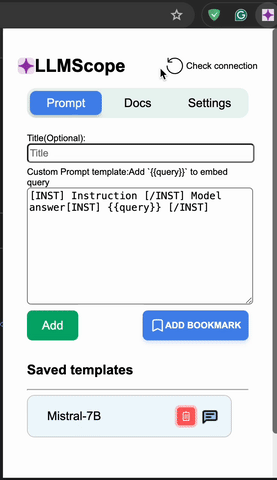 LLMScope
Check connection
Prompt
Docs
Settings
Title(Optional):
Title
Custom Prompt template:Add `{{query}}` to embed
query
[INST] Instruction [/INST] Model
answer[INST] {{query}} [/INST]
Add
ADD BOOKMARK
Saved templates
Mistral-7B